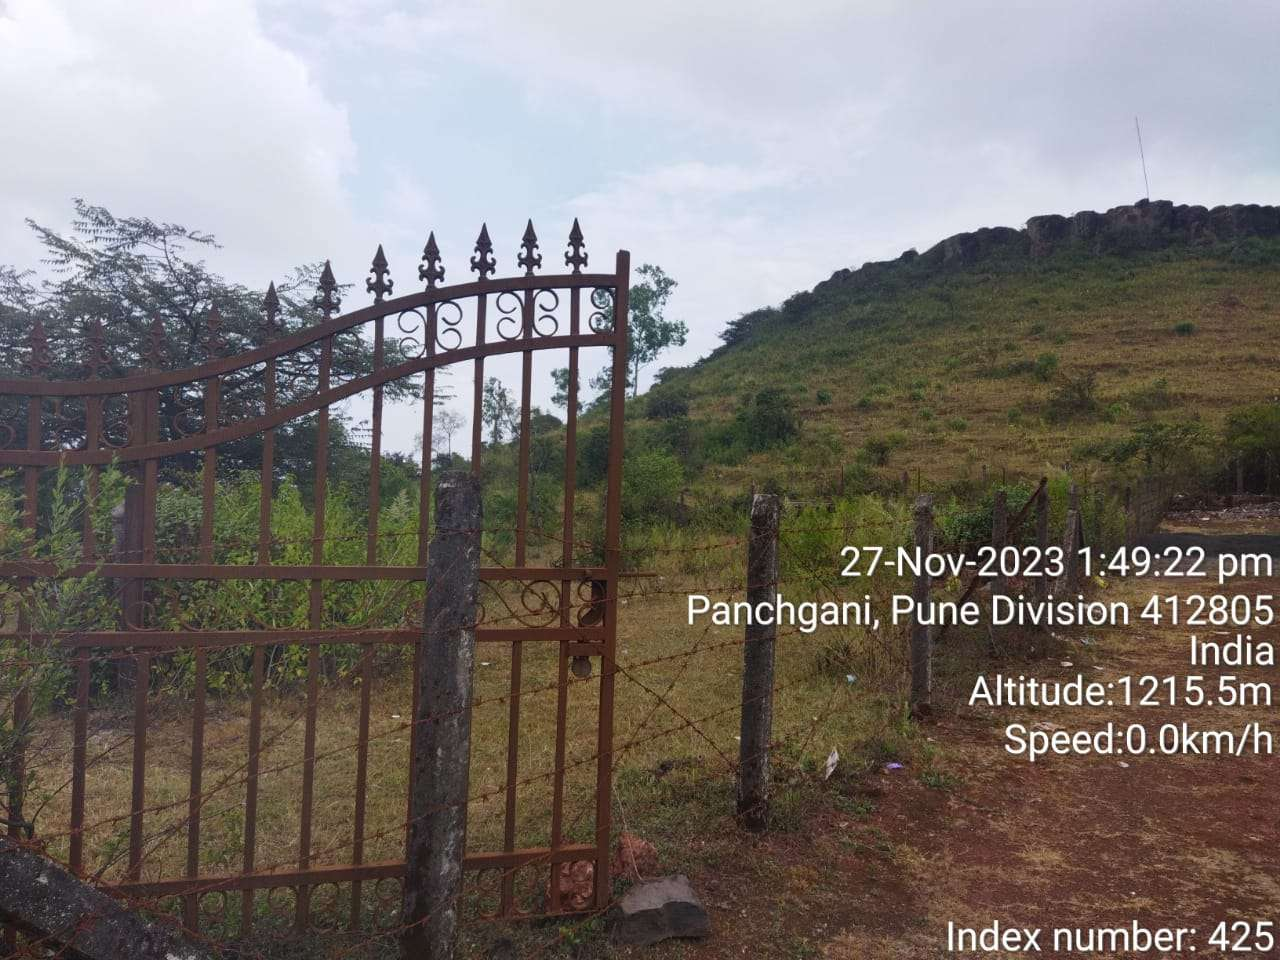 27-Nov-2023 1:49:22 pm
Panchgani, Pune Division 412805
India
Altitude:1215.5m
Speed:0.0km/h
Index number: 425